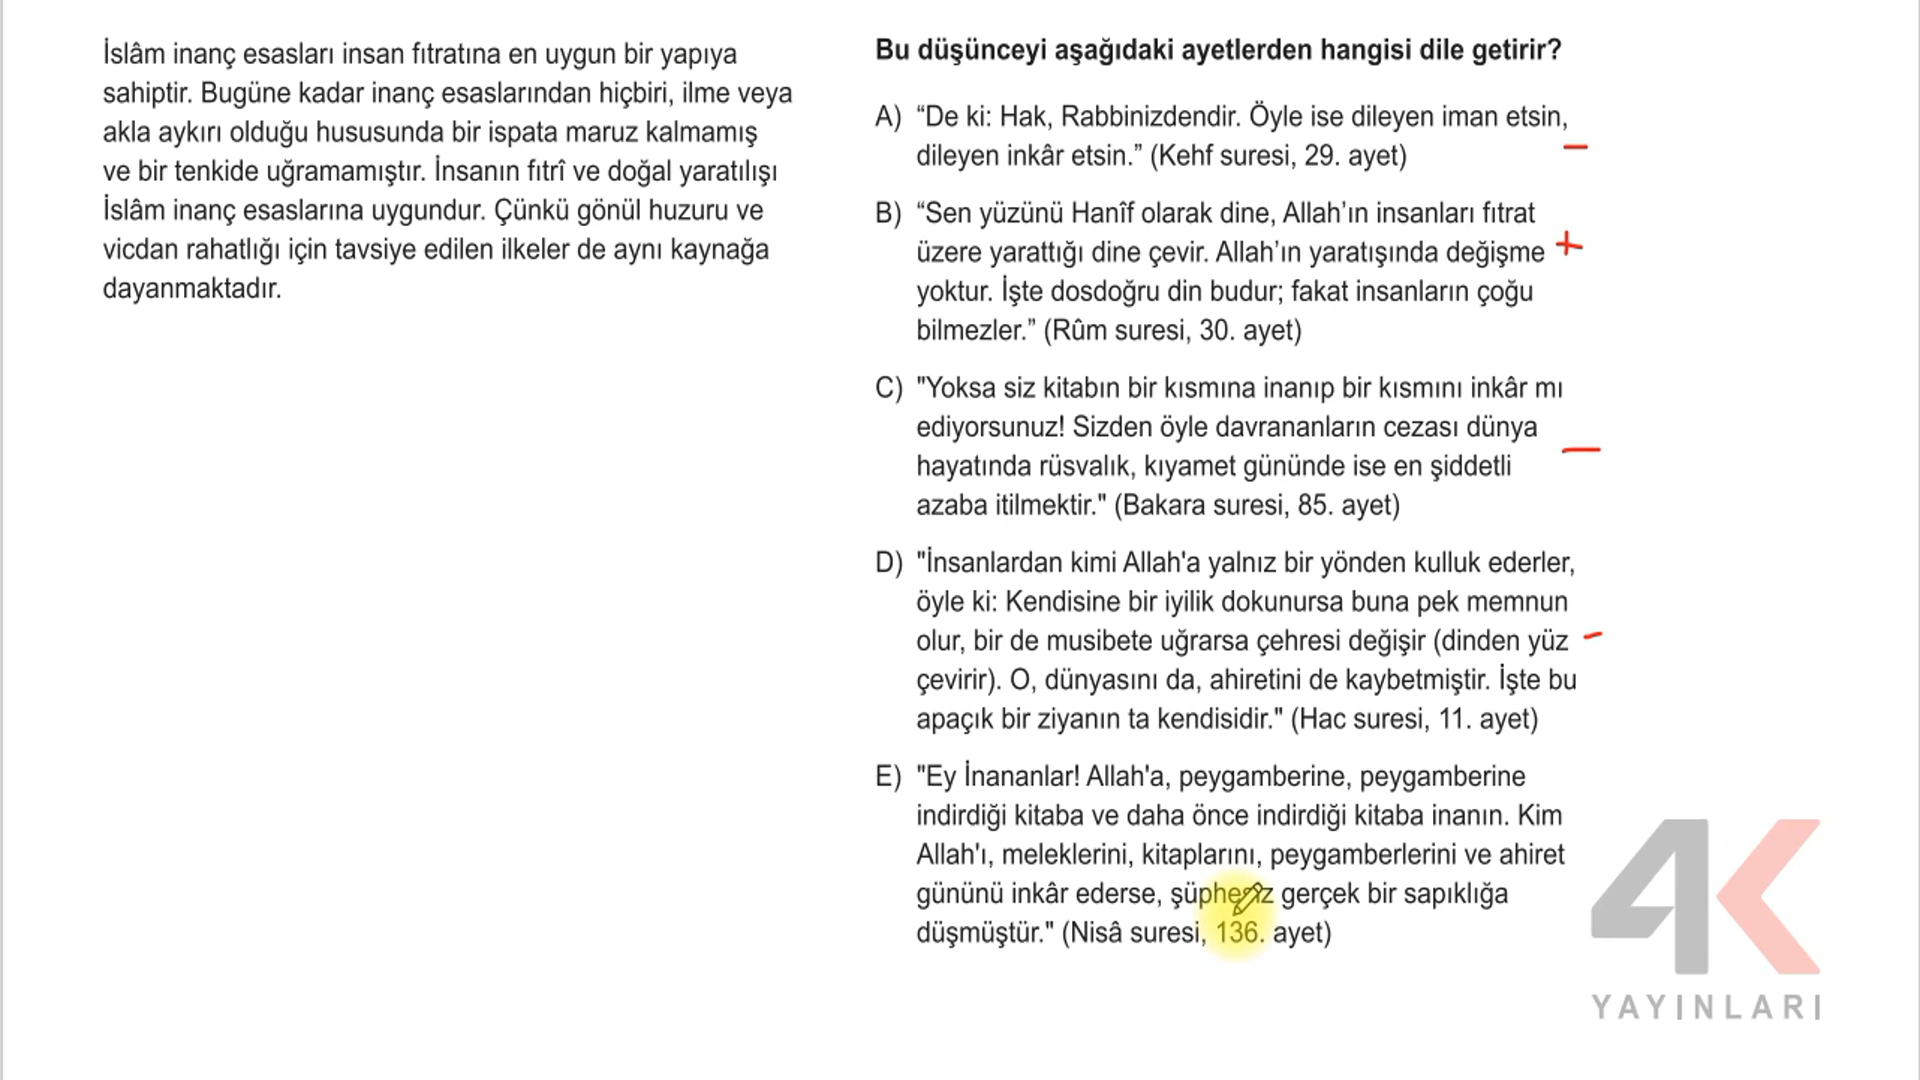 İslâm inanç esasları insan fıtratına en uygun bir yapıya
sahiptir. Bugüne kadar inanç esaslarından hiçbiri, ilme veya
akla aykırı olduğu hususunda bir ispata maruz kalmamış
ve bir tenkide uğramamıştır. İnsanın fıtrî ve doğal yaratılışı
İslâm inanç esaslarına uygundur. Çünkü gönül huzuru ve
vicdan rahatlığı için tavsiye edilen ilkeler de aynı kaynağa
dayanmaktadır.
Bu düşünceyi aşağıdaki ayetlerden hangisi dile getirir?
A) “De ki: Hak, Rabbinizdendir. Öyle ise dileyen iman etsin,
dileyen inkâr etsin.” (Kehf suresi, 29. ayet)
B) “Sen yüzünü Hanîf olarak dine, Allah’ın insanları fıtrat
üzere yarattığı dine çevir. Allah’ın yaratışında değişme
yoktur. İşte dosdoğru din budur; fakat insanların çoğu
bilmezler.” (Rûm suresi, 30. ayet)
C) "Yoksa siz kitabın bir kısmına inanıp bir kısmını inkâr mı
ediyorsunuz! Sizden öyle davrananların cezası dünya
hayatında rüsvalık, kıyamet gününde ise en şiddetli
azaba itilmektir." (Bakara suresi, 85. ayet)
D) "İnsanlardan kimi Allah'a yalnız bir yönden kulluk ederler,
öyle ki: Kendisine bir iyilik dokunursa buna pek memnun
olur, bir de musibete uğrarsa çehresi değişir (dinden yüz
çevirir). O, dünyasını da, ahiretini de kaybetmiştir. İşte bu
apaçık bir ziyanın ta kendisidir." (Hac suresi, 11. ayet)
E) "Ey İnananlar! Allah'a, peygamberine, peygamberine
indirdiği kitaba ve daha önce indirdiği kitaba inanın. Kim
Allah'ı, meleklerini, kitaplarını, peygamberlerini ve ahiret
gününü inkâr ederse, şüphesiz gerçek bir sapıklığa
düşmüştür." (Nisâ suresi, 136. ayet)
4K
YAYINLARI